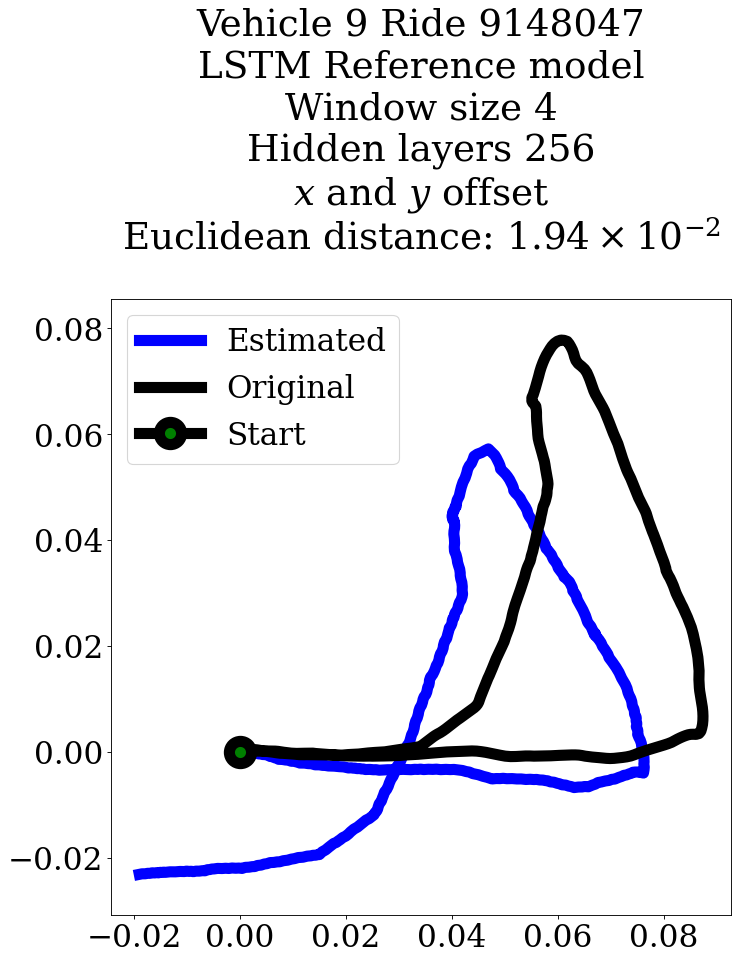 Vehicle 9 Ride 9148047
LSTM Reference model
Window size 4
Hidden layers 256
x and y offset
Euclidean distance: 1.94 × 10⁻²
Estimated
Original
Start
0.08
0.06
0.04
0.02
0.00
−0.02
−0.02 0.00 0.02 0.04 0.06 0.08